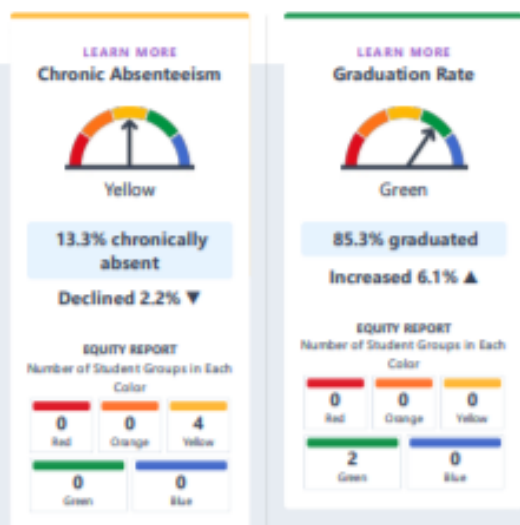 LEARN MORE
Chronic Absenteeism
Yellow
13.3% chronically
absent
Declined 2.2% ▼
EQUITY REPORT
Number of Student Groups in Each
Color
0
Red
0
Orange
4
Yellow
0
Green
0
Blue
LEARN MORE
Graduation Rate
Green
85.3% graduated
Increased 6.1% ▲
EQUITY REPORT
Number of Student Groups in Each
Color
0
Red
0
Orange
0
Yellow
2
Green
0
Blue